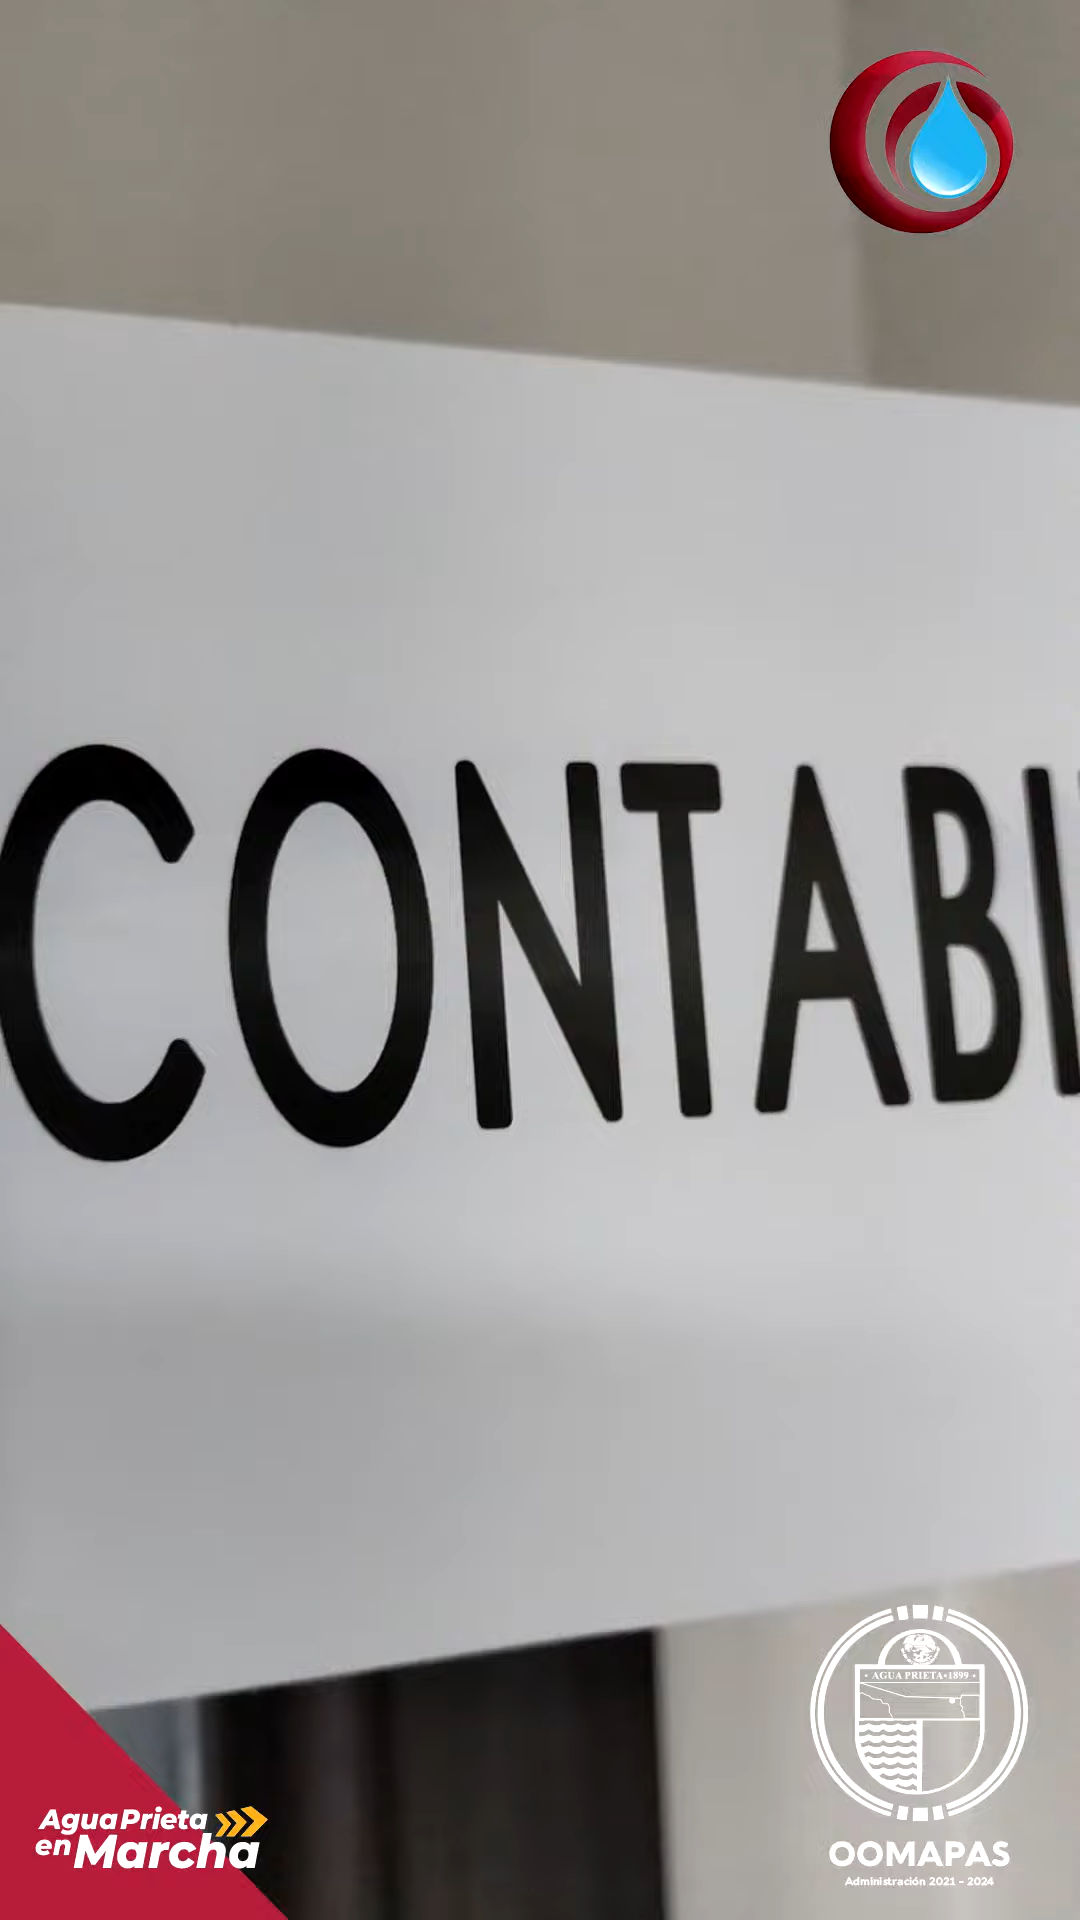 CONTABI
AGUA PRIETA•1899
Agua Prieta
en Marcha
OOMAPAS
Administración 2021 - 2024